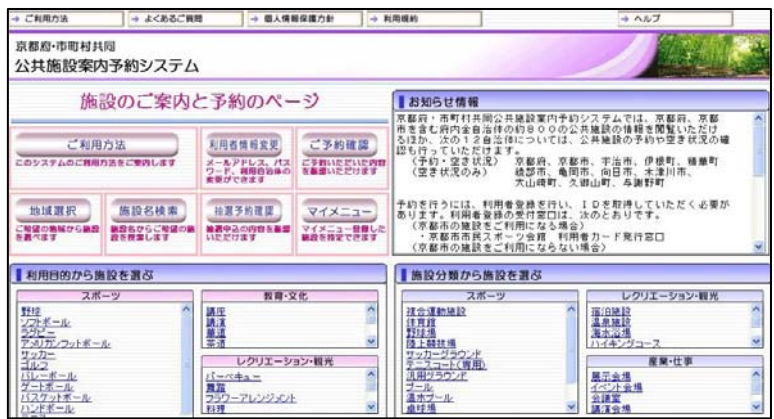 ご利用方法
よくあるご質問
個人情報保護方針
利用規約
ヘルプ
京都府・市町村共同
公共施設案内予約システム
施設のご案内と予約のページ
ご利用方法
このシステムのご利用方法をご案内します
利用者情報変更
メールアドレス、パス
ワード、利用自治体の
変更ができます
ご予約確認
ご予約いただいた内容
を確認いただけます
地域選択
ご希望の地域から施設
を選べます
施設名検索
施設名からご希望の施
設を検索します
抽選予約確認
抽選申込の内容を確認
いただけます
マイメニュー
マイメニュー登録した
施設を指定できます
お知らせ情報
京都府・市町村共同公共施設案内予約システムでは、京都府、京都
市を含む府内全自治体の約800の公共施設の情報を閲覧いただけ
るほか、次の12自治体については、公共施設の予約や空き状況の確
認も行っていただけます。
(予約・空き状況) 京都府、京都市、宇治市、伊根町、精華町
(空き状況のみ) 綾部市、亀岡市、向日市、木津川市、
大山崎町、久御山町、与謝野町
予約を行うには、利用者登録を行い、IDを取得していただく必要が
あります。利用者登録の受付窓口は、次のとおりです。
(京都市の施設をご利用になる場合)
・京都市市民スポーツ会館 利用者カード発行窓口
(京都市の施設をご利用にならない場合)
利用目的から施設を選ぶ
スポーツ
野球
ソフトボール
ラグビー
アメリカンフットボール
サッカー
ゴルフ
バレーボール
ゲートボール
バスケットボール
ハンドボール
教育・文化
講座
講演
華道
茶道
レクリエーション・観光
バーベキュー
舞踏
フラワーアレンジメント
料理
施設分類から施設を選ぶ
スポーツ
複合運動施設
体育館
野球場
陸上競技場
サッカーグラウンド
テニスコート(専用)
汎用グラウンド
プール
温水プール
卓球場
レクリエーション・観光
宿泊施設
温泉施設
海水浴場
ハイキングコース
産業・仕事
展示会場
イベント会場
会議室
講演会場